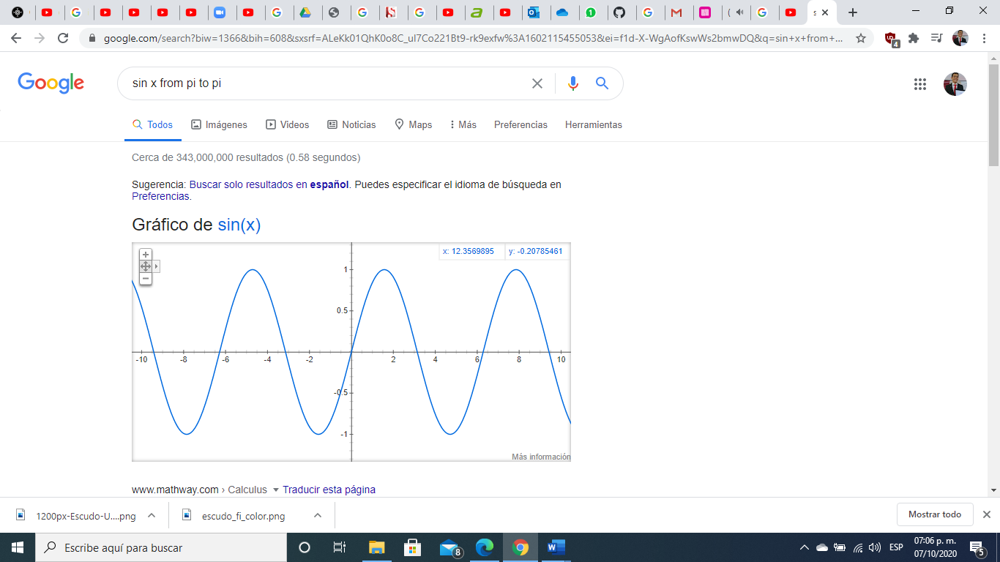 google.com/search?biw=1366&bih=608&sxsrf=ALeKk01QhK0o8C_ul7Co221Bt9-rk9exfw%3A1602115455053&ei=f1d-X-WgAofKswWs2bmwDQ&q=sin+x+from+...
4
Google
sin x from pi to pi
Todos Imágenes Videos Noticias Maps Más Preferencias Herramientas
Cerca de 343,000,000 resultados (0.58 segundos)
Sugerencia: Buscar solo resultados en español. Puedes especificar el idioma de búsqueda en
Preferencias.
Gráfico de sin(x)
x: 12.3569895 y: -0.20785461
1
0.5
-10 -8 -6 -4 -2 2 4 6 8 10
-0.5
-1
Más información
www.mathway.com › Calculus Traducir esta página
1200px-Escudo-U....png escudo_fi_color.png Mostrar todo
Escribe aquí para buscar
8
ESP
07:06 p. m.
07/10/2020
5